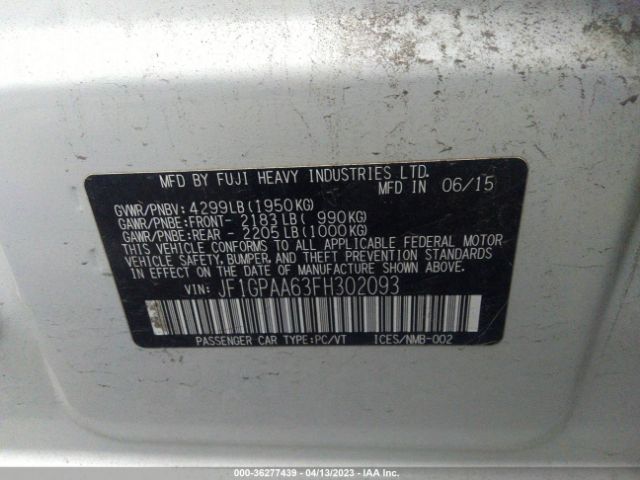 MFD BY FUJI HEAVY INDUSTRIES LTD.
MFD IN 06/15
GVWR/PNBV: 4299LB(1950KG)
GAWR/PNBE:FRONT- 2183LB( 990KG)
GAWR/PNBE:REAR - 2205LB(1000KG)
THIS VEHICLE CONFORMS TO ALL APPLICABLE FEDERAL MOTOR
VEHICLE SAFETY, BUMPER, AND THEFT PREVENTION STANDARDS
IN EFFECT ON THE DATE OF MANUFACTURE SHOWN ABOVE.
VIN: JF1GPAA63FH302093
PASSENGER CAR TYPE:PC/VT ICES/NMB-002
000-36277439 - 04/13/2023 - IAA Inc.